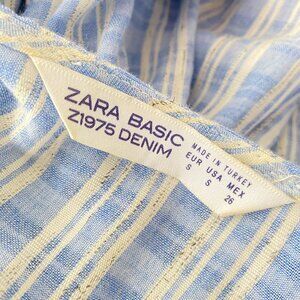 ZARA BASIC
Z1975 DENIM
MADE IN TURKEY
EUR USA MEX
S S 26